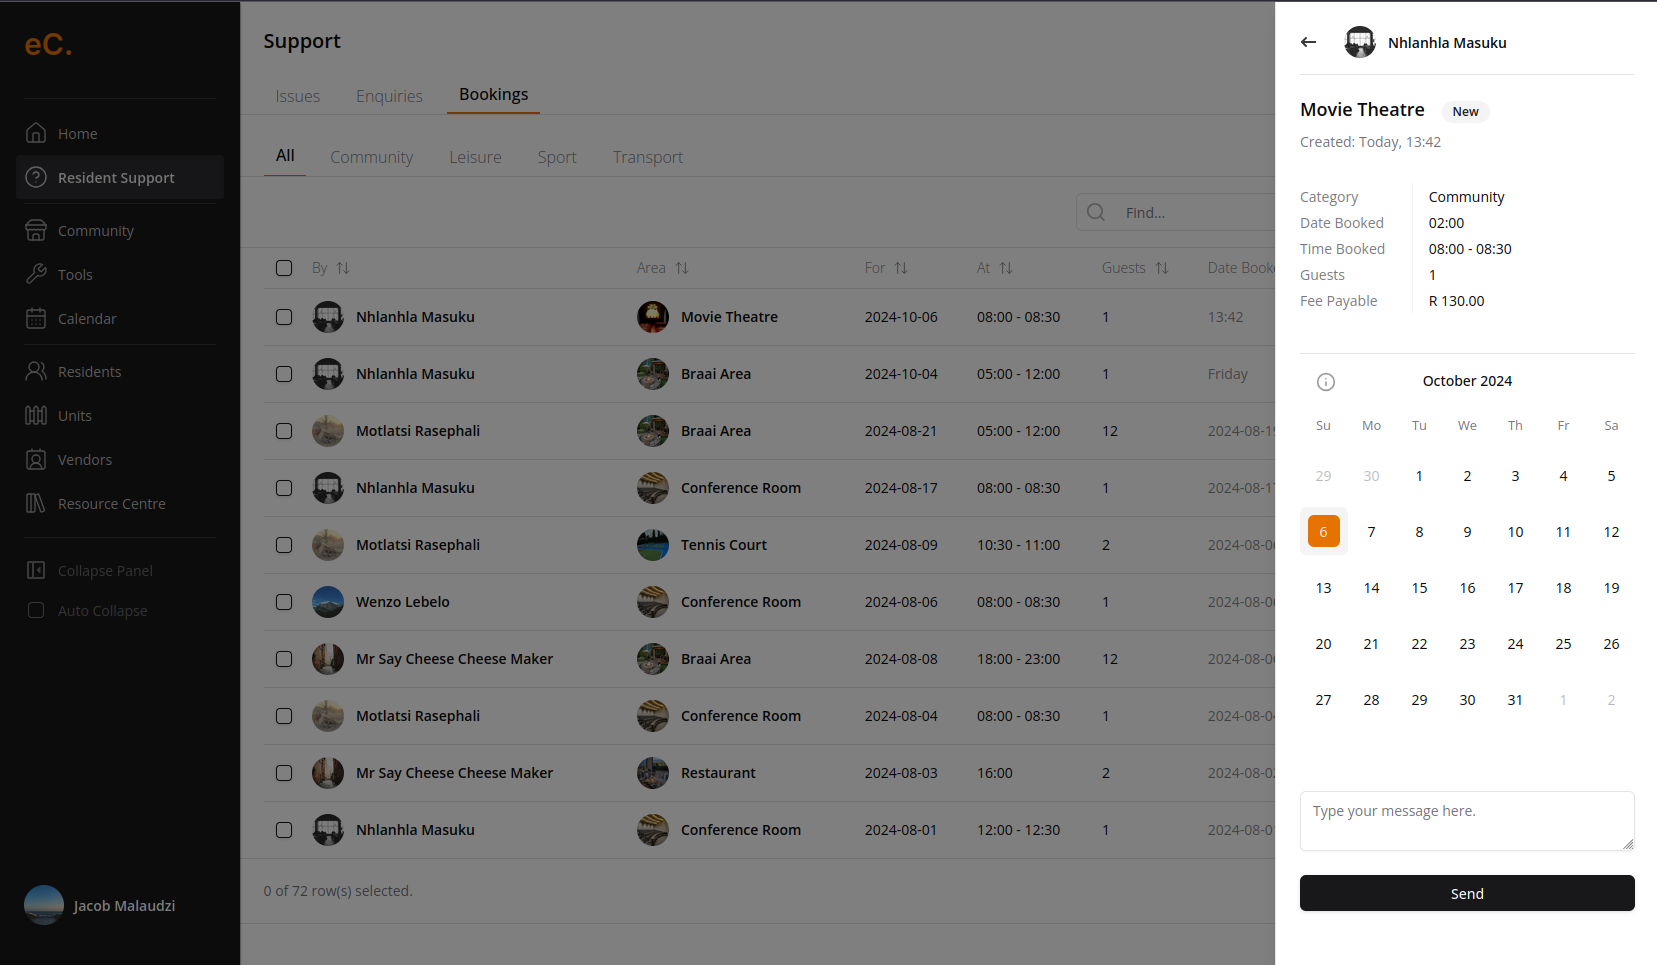 eC.
Home
Resident Support
Community
Tools
Calendar
Residents
Units
Vendors
Resource Centre
Collapse Panel
Auto Collapse
Jacob Malaudzi
Support
Issues Enquiries Bookings
All Community Leisure Sport Transport
Find...
By Area For At Guests Date Book
Nhlanhla Masuku Movie Theatre 2024-10-06 08:00 - 08:30 1 13:42
Nhlanhla Masuku Braai Area 2024-10-04 05:00 - 12:00 1 Friday
Motlatsi Rasephali Braai Area 2024-08-21 05:00 - 12:00 12 2024-08-19
Nhlanhla Masuku Conference Room 2024-08-17 08:00 - 08:30 1 2024-08-1
Motlatsi Rasephali Tennis Court 2024-08-09 10:30 - 11:00 2 2024-08-0
Wenzo Lebelo Conference Room 2024-08-06 08:00 - 08:30 1 2024-08-0
Mr Say Cheese Cheese Maker Braai Area 2024-08-08 18:00 - 23:00 12 2024-08-0
Motlatsi Rasephali Conference Room 2024-08-04 08:00 - 08:30 1 2024-08-0
Mr Say Cheese Cheese Maker Restaurant 2024-08-03 16:00 2 2024-08-0
Nhlanhla Masuku Conference Room 2024-08-01 12:00 - 12:30 1 2024-08-0
0 of 72 row(s) selected.
Nhlanhla Masuku
Movie Theatre New
Created: Today, 13:42
Category Community
Date Booked 02:00
Time Booked 08:00 - 08:30
Guests 1
Fee Payable R 130.00
October 2024
Su Mo Tu We Th Fr Sa
29 30 1 2 3 4 5
6 7 8 9 10 11 12
13 14 15 16 17 18 19
20 21 22 23 24 25 26
27 28 29 30 31 1 2
Type your message here.
Send